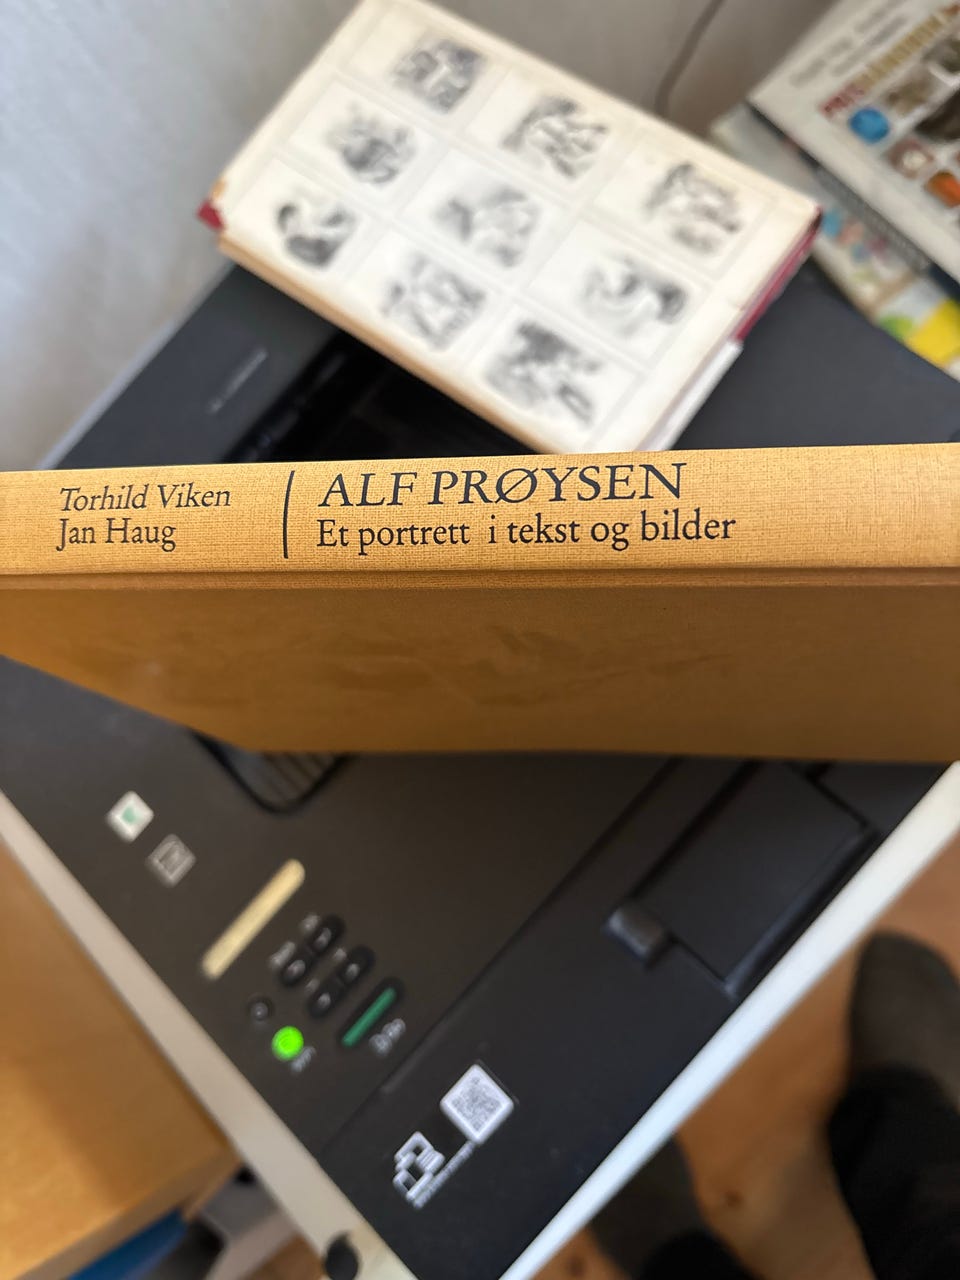 Torhild Viken
Jan Haug
ALF PRØYSEN
Et portrett i tekst og bilder